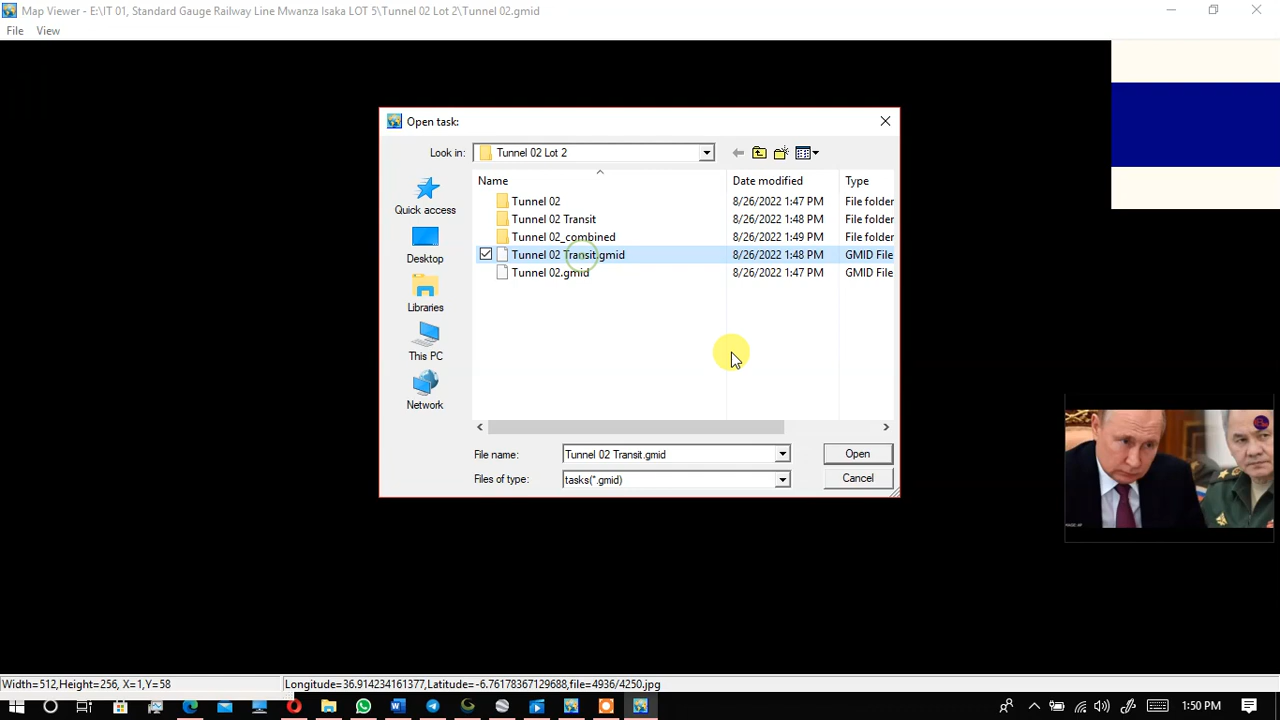 Map Viewer - E:\IT 01, Standard Gauge Railway Line Mwanza Isaka LOT 5\Tunnel 02 Lot 2\Tunnel 02.gmid
File View
Open task:
Look in: Tunnel 02 Lot 2
Name Date modified Type
Quick access
Desktop
Libraries
This PC
Network
Tunnel 02 8/26/2022 1:47 PM File folder
Tunnel 02 Transit 8/26/2022 1:48 PM File folder
Tunnel 02_combined 8/26/2022 1:49 PM File folder
Tunnel 02 Transit.gmid 8/26/2022 1:48 PM GMID File
Tunnel 02.gmid 8/26/2022 1:47 PM GMID File
File name: Tunnel 02 Transit.gmid Open
Files of type: tasks(*.gmid) Cancel
Width=512,Height=256, X=1,Y=58 Longitude=36.914234161377,Latitude=-6.76178367129688,file=4936/4250.jpg
1:50 PM